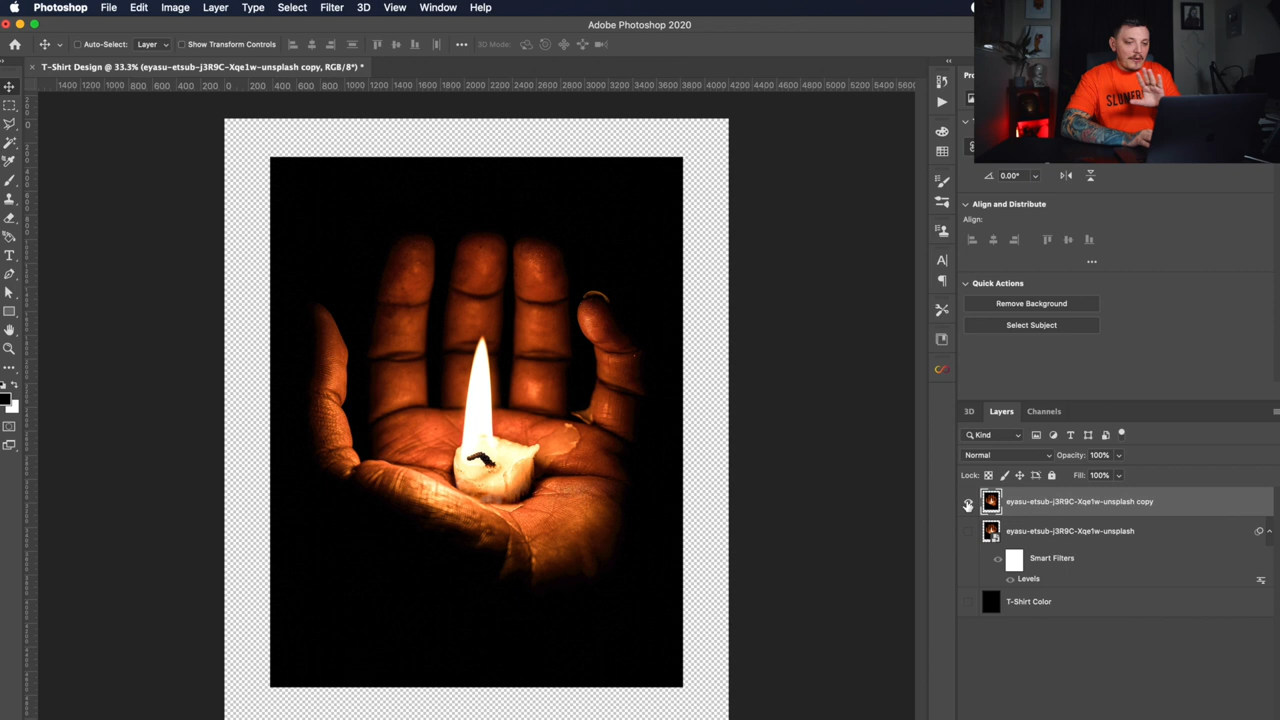 Photoshop File Edit Image Layer Type Select Filter 3D View Window Help
Adobe Photoshop 2020
Auto-Select: Layer Show Transform Controls 3D Mode:
T-Shirt Design @ 33.3% (eyasu-etsub-j3R9C-Xqe1w-unsplash copy, RGB/8*) *
1400 1200 1000 800 600 400 200 0 200 400 600 800 1000 1200 1400 1600 1800 2000 2200 2400 2600 2800 3000 3200 3400 3600 3800 4000 4200 4400 4600 4800 5000 5200 5400 5600
SLUMB
0.00°
Align and Distribute
Align:
Quick Actions
Remove Background
Select Subject
3D Layers Channels
Kind
Normal Opacity: 100%
Lock: Fill: 100%
eyasu-etsub-j3R9C-Xqe1w-unsplash copy
eyasu-etsub-j3R9C-Xqe1w-unsplash
Smart Filters
Levels
T-Shirt Color